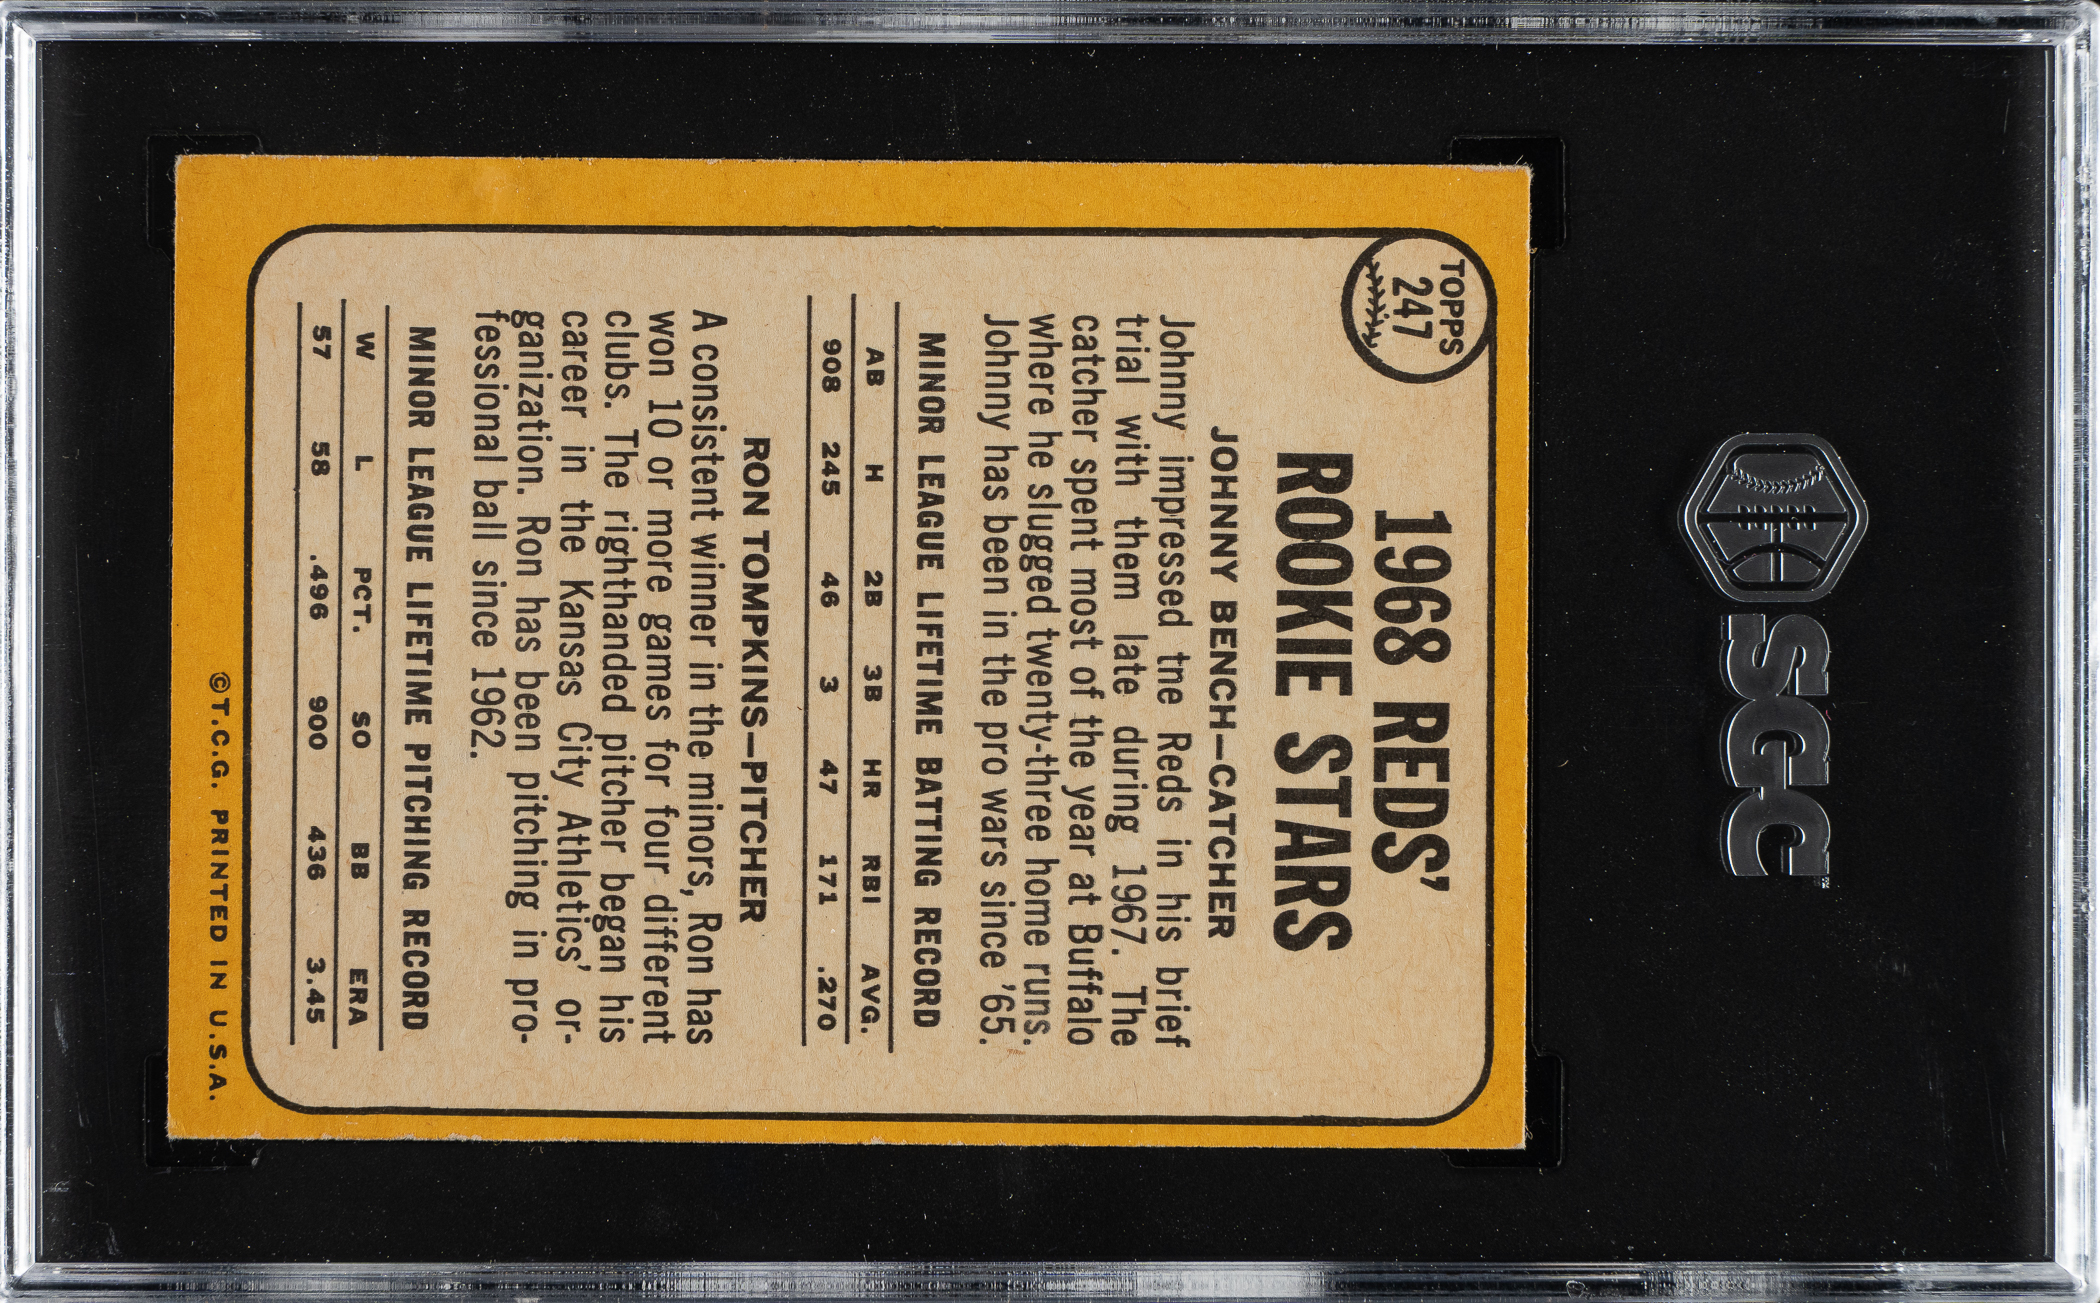 SGC
TOPPS
247
1968 REDS'
ROOKIE STARS
JOHNNY BENCH—CATCHER
Johnny impressed tne Reds in his brief
trial with them late during 1967. The
catcher spent most of the year at Buffalo
where he slugged twenty-three home runs.
Johnny has been in the pro wars since '65.
MINOR LEAGUE LIFETIME BATTING RECORD
AB H 2B 3B HR RBI AVG.
908 245 46 3 47 171 .270
RON TOMPKINS—PITCHER
A consistent winner in the minors, Ron has
won 10 or more games for four different
clubs. The righthanded pitcher began his
career in the Kansas City Athletics' or-
ganization. Ron has been pitching in pro-
fessional ball since 1962.
MINOR LEAGUE LIFETIME PITCHING RECORD
W L PCT. SO BB ERA
57 58 .496 900 436 3.45
©T.C.G. PRINTED IN U.S.A.